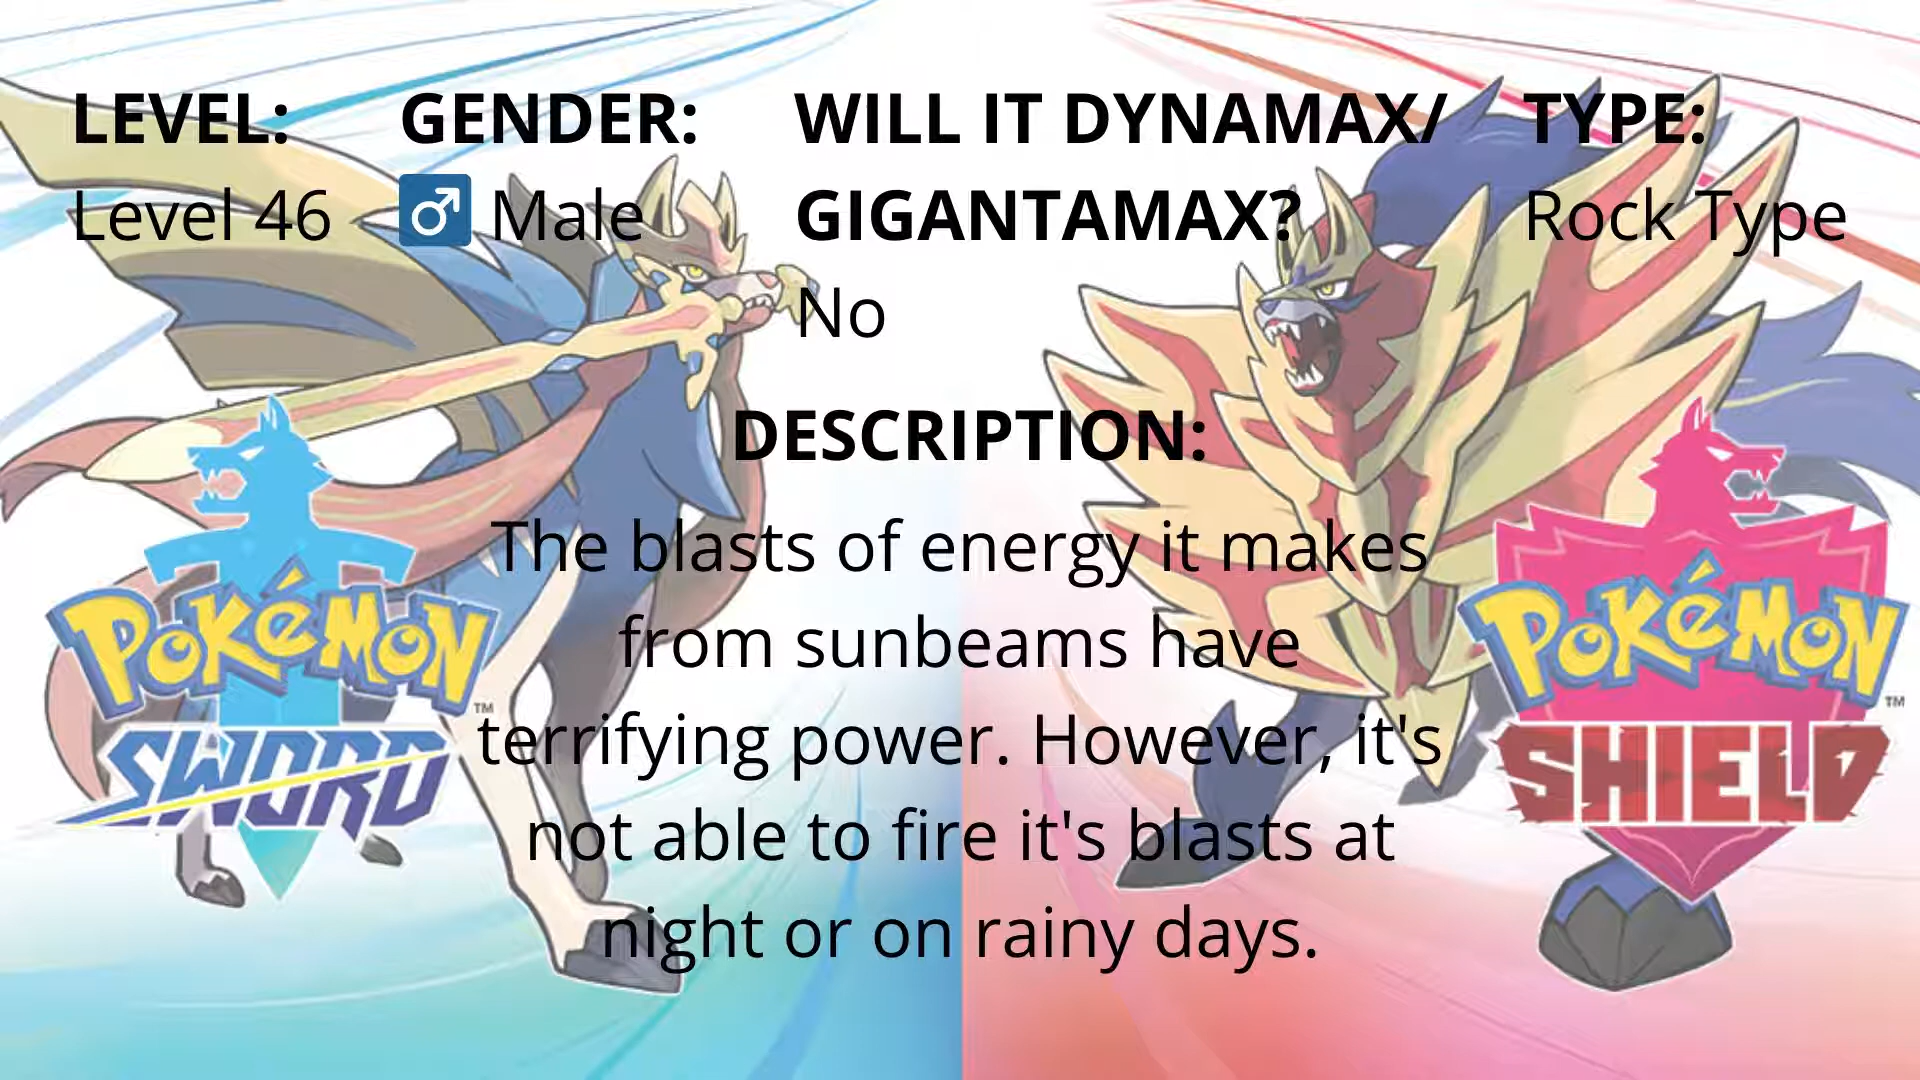 LEVEL:
Level 46
GENDER:
♂ Male
WILL IT DYNAMAX/
GIGANTAMAX?
No
TYPE:
Rock Type
DESCRIPTION:
The blasts of energy it makes
from sunbeams have
terrifying power. However, it's
not able to fire it's blasts at
night or on rainy days.
POKéMON
TM
SWORD
POKéMON
TM
SHIELD